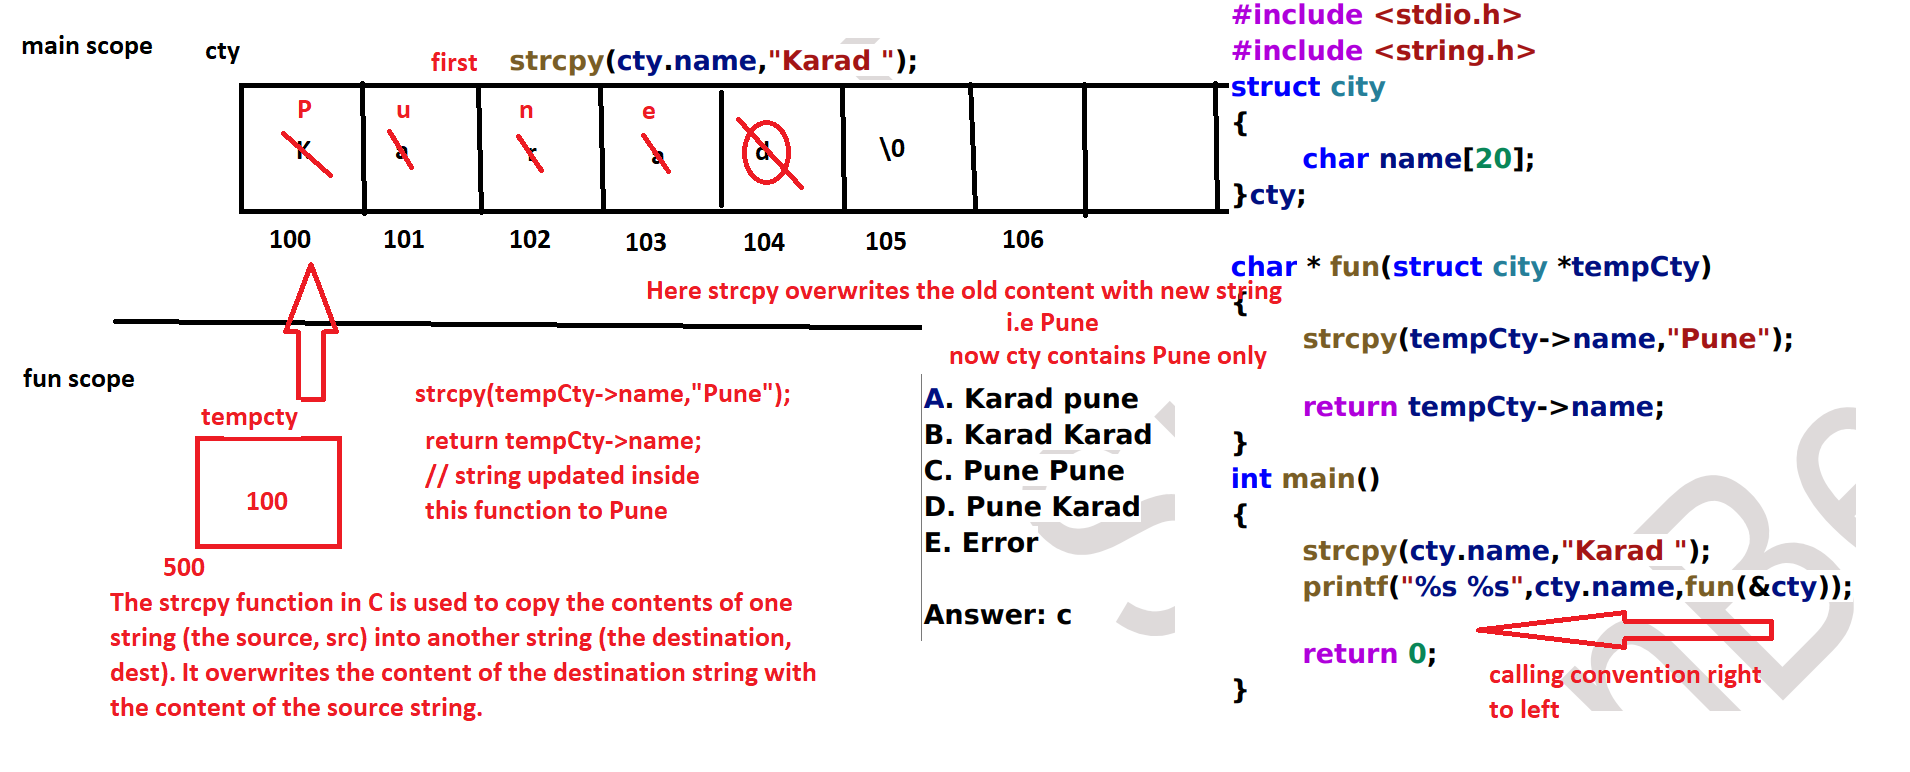 main scope
cty
first strcpy(cty.name,"Karad ");
P u n e
K a r a d \0
100 101 102 103 104 105 106
Here strcpy overwrites the old content with new string
i.e Pune
now cty contains Pune only
fun scope
tempcty
100
500
strcpy(tempCty->name,"Pune");
return tempCty->name;
// string updated inside
this function to Pune
The strcpy function in C is used to copy the contents of one
string (the source, src) into another string (the destination,
dest). It overwrites the content of the destination string with
the content of the source string.
A. Karad pune
B. Karad Karad
C. Pune Pune
D. Pune Karad
E. Error
Answer: c
#include <stdio.h>
#include <string.h>
struct city
{
char name[20];
}cty;
char * fun(struct city *tempCty)
{
strcpy(tempCty->name,"Pune");
return tempCty->name;
}
int main()
{
strcpy(cty.name,"Karad ");
printf("%s %s",cty.name,fun(&cty));
return 0;
}
calling convention right
to left